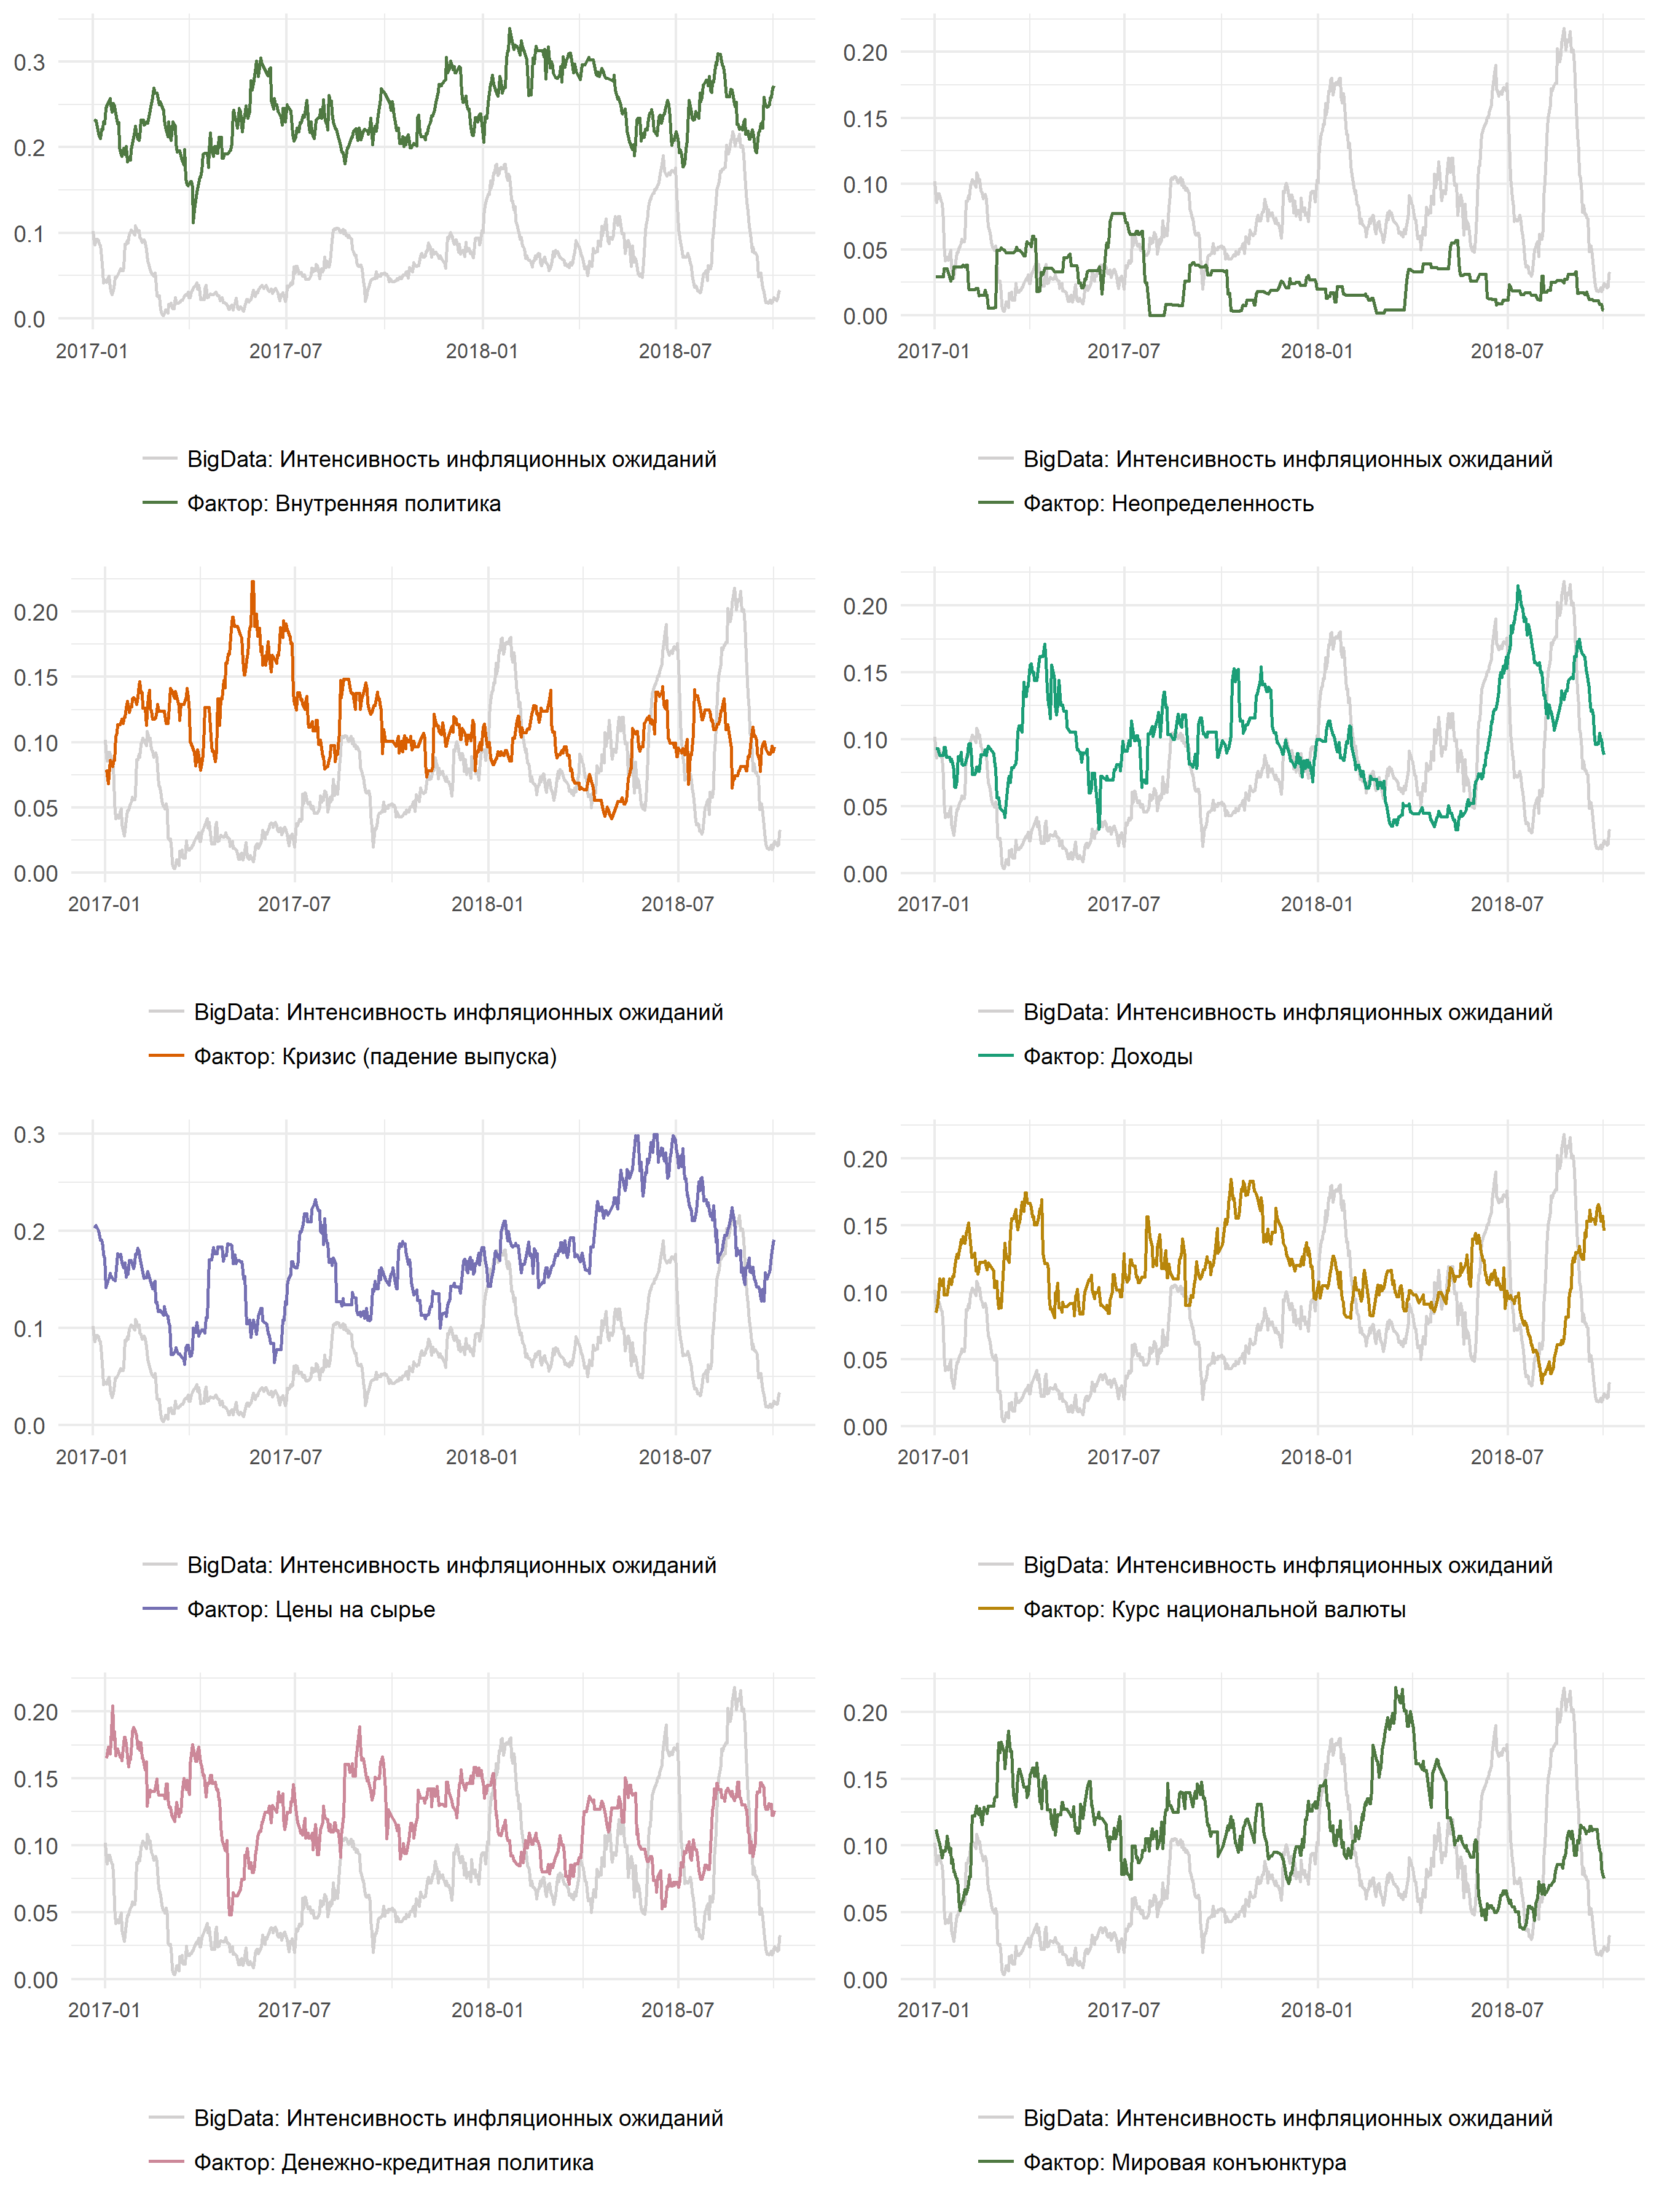 0.3
0.2
0.1
0.0
2017-01 2017-07 2018-01 2018-07
BigData: Интенсивность инфляционных ожиданий
Фактор: Внутренняя политика
0.20
0.15
0.10
0.05
0.00
2017-01 2017-07 2018-01 2018-07
BigData: Интенсивность инфляционных ожиданий
Фактор: Неопределенность
0.20
0.15
0.10
0.05
0.00
2017-01 2017-07 2018-01 2018-07
BigData: Интенсивность инфляционных ожиданий
Фактор: Кризис (падение выпуска)
0.20
0.15
0.10
0.05
0.00
2017-01 2017-07 2018-01 2018-07
BigData: Интенсивность инфляционных ожиданий
Фактор: Доходы
0.3
0.2
0.1
0.0
2017-01 2017-07 2018-01 2018-07
BigData: Интенсивность инфляционных ожиданий
Фактор: Цены на сырье
0.20
0.15
0.10
0.05
0.00
2017-01 2017-07 2018-01 2018-07
BigData: Интенсивность инфляционных ожиданий
Фактор: Курс национальной валюты
0.20
0.15
0.10
0.05
0.00
2017-01 2017-07 2018-01 2018-07
BigData: Интенсивность инфляционных ожиданий
Фактор: Денежно-кредитная политика
0.20
0.15
0.10
0.05
0.00
2017-01 2017-07 2018-01 2018-07
BigData: Интенсивность инфляционных ожиданий
Фактор: Мировая конъюнктура